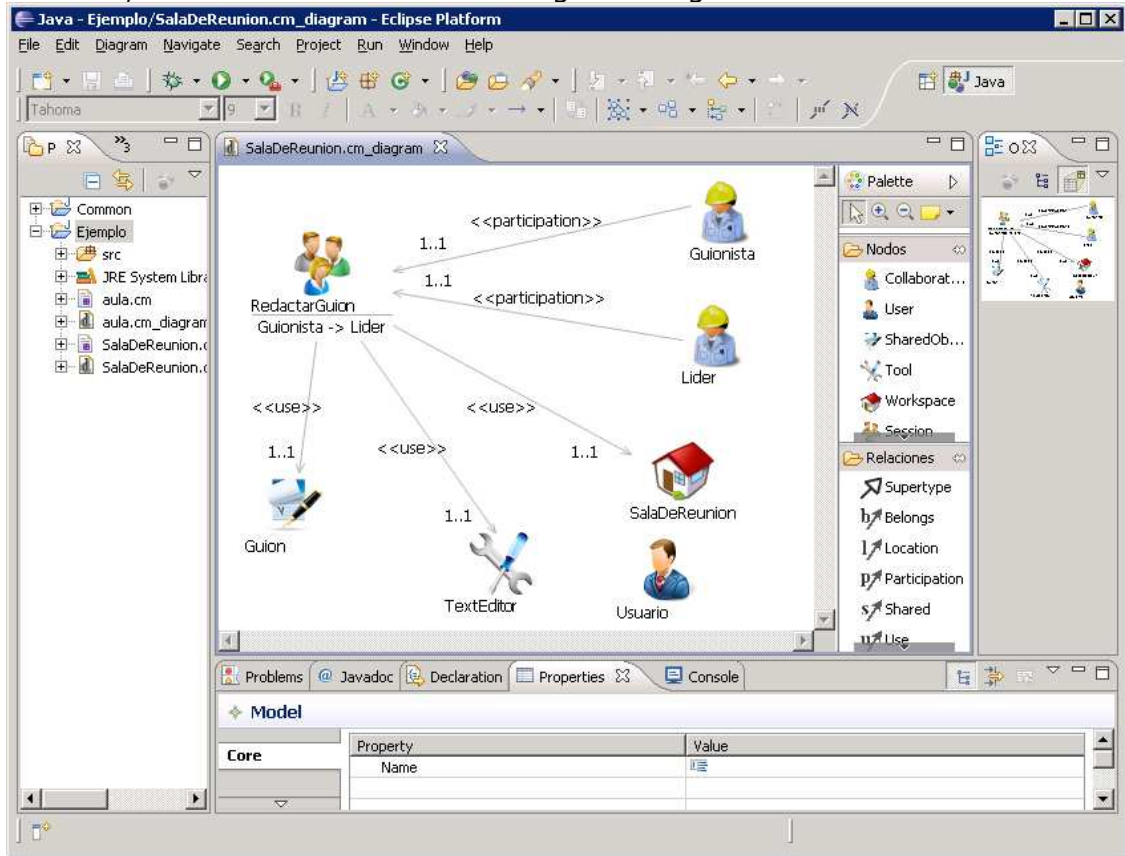 Java - Ejemplo/SalaDeReunion.cm_diagram - Eclipse Platform
File Edit Diagram Navigate Search Project Run Window Help
Java
Tahoma 9 B I A
P 3
SalaDeReunion.cm_diagram
O
Common
Ejemplo
src
JRE System Libra
aula.cm
aula.cm_diagram
SalaDeReunion.c
SalaDeReunion.c
<<participation>>
1..1
Guionista
1..1
<<participation>>
RedactarGuion
Guionista -> Lider
Lider
<<use>>
<<use>>
<<use>>
1..1
1..1
1..1
SalaDeReunion
Guion
TextEditor
Usuario
Palette
Nodos
Collaborat...
User
SharedOb...
Tool
Workspace
Session
Relaciones
Supertype
Belongs
Location
Participation
Shared
Use
Problems @ Javadoc Declaration Properties Console
Model
Core
Property Value
Name